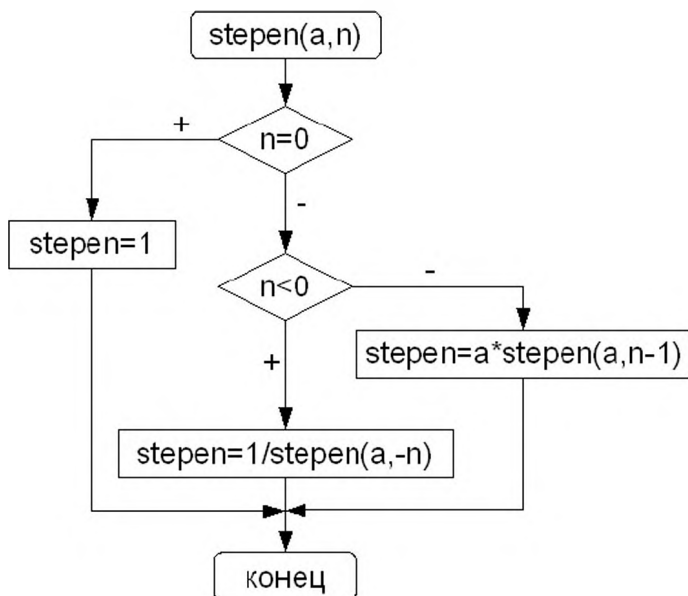 stepen(a,n)
+
n=0
-
stepen=1
n<0
-
+
stepen=a*stepen(a,n-1)
stepen=1/stepen(a,-n)
конец